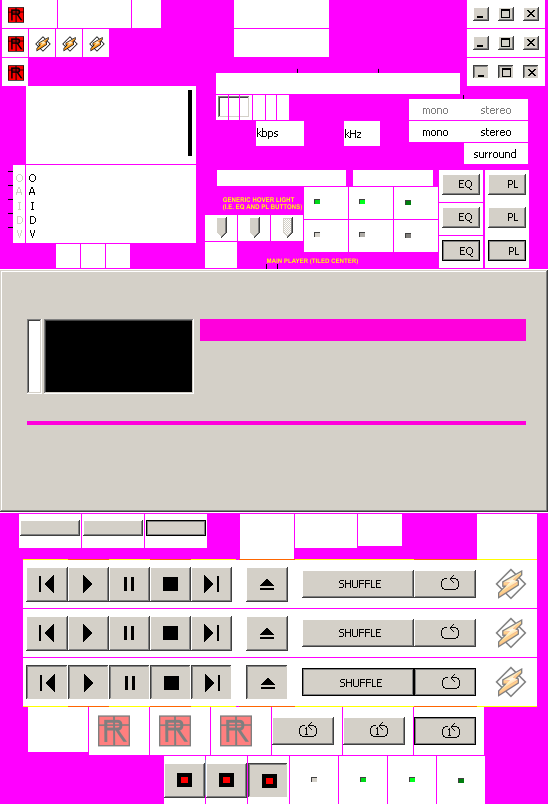 mono stereo
kbps kHz mono stereo
surround
O O
A A
I I
D D
V V
EQ PL
GENERIC HOVER LIGHT
(I.E. EQ AND PL BUTTONS)
EQ PL
EQ PL
MAIN PLAYER (TILED CENTER)
SHUFFLE
SHUFFLE
SHUFFLE
1 1 1